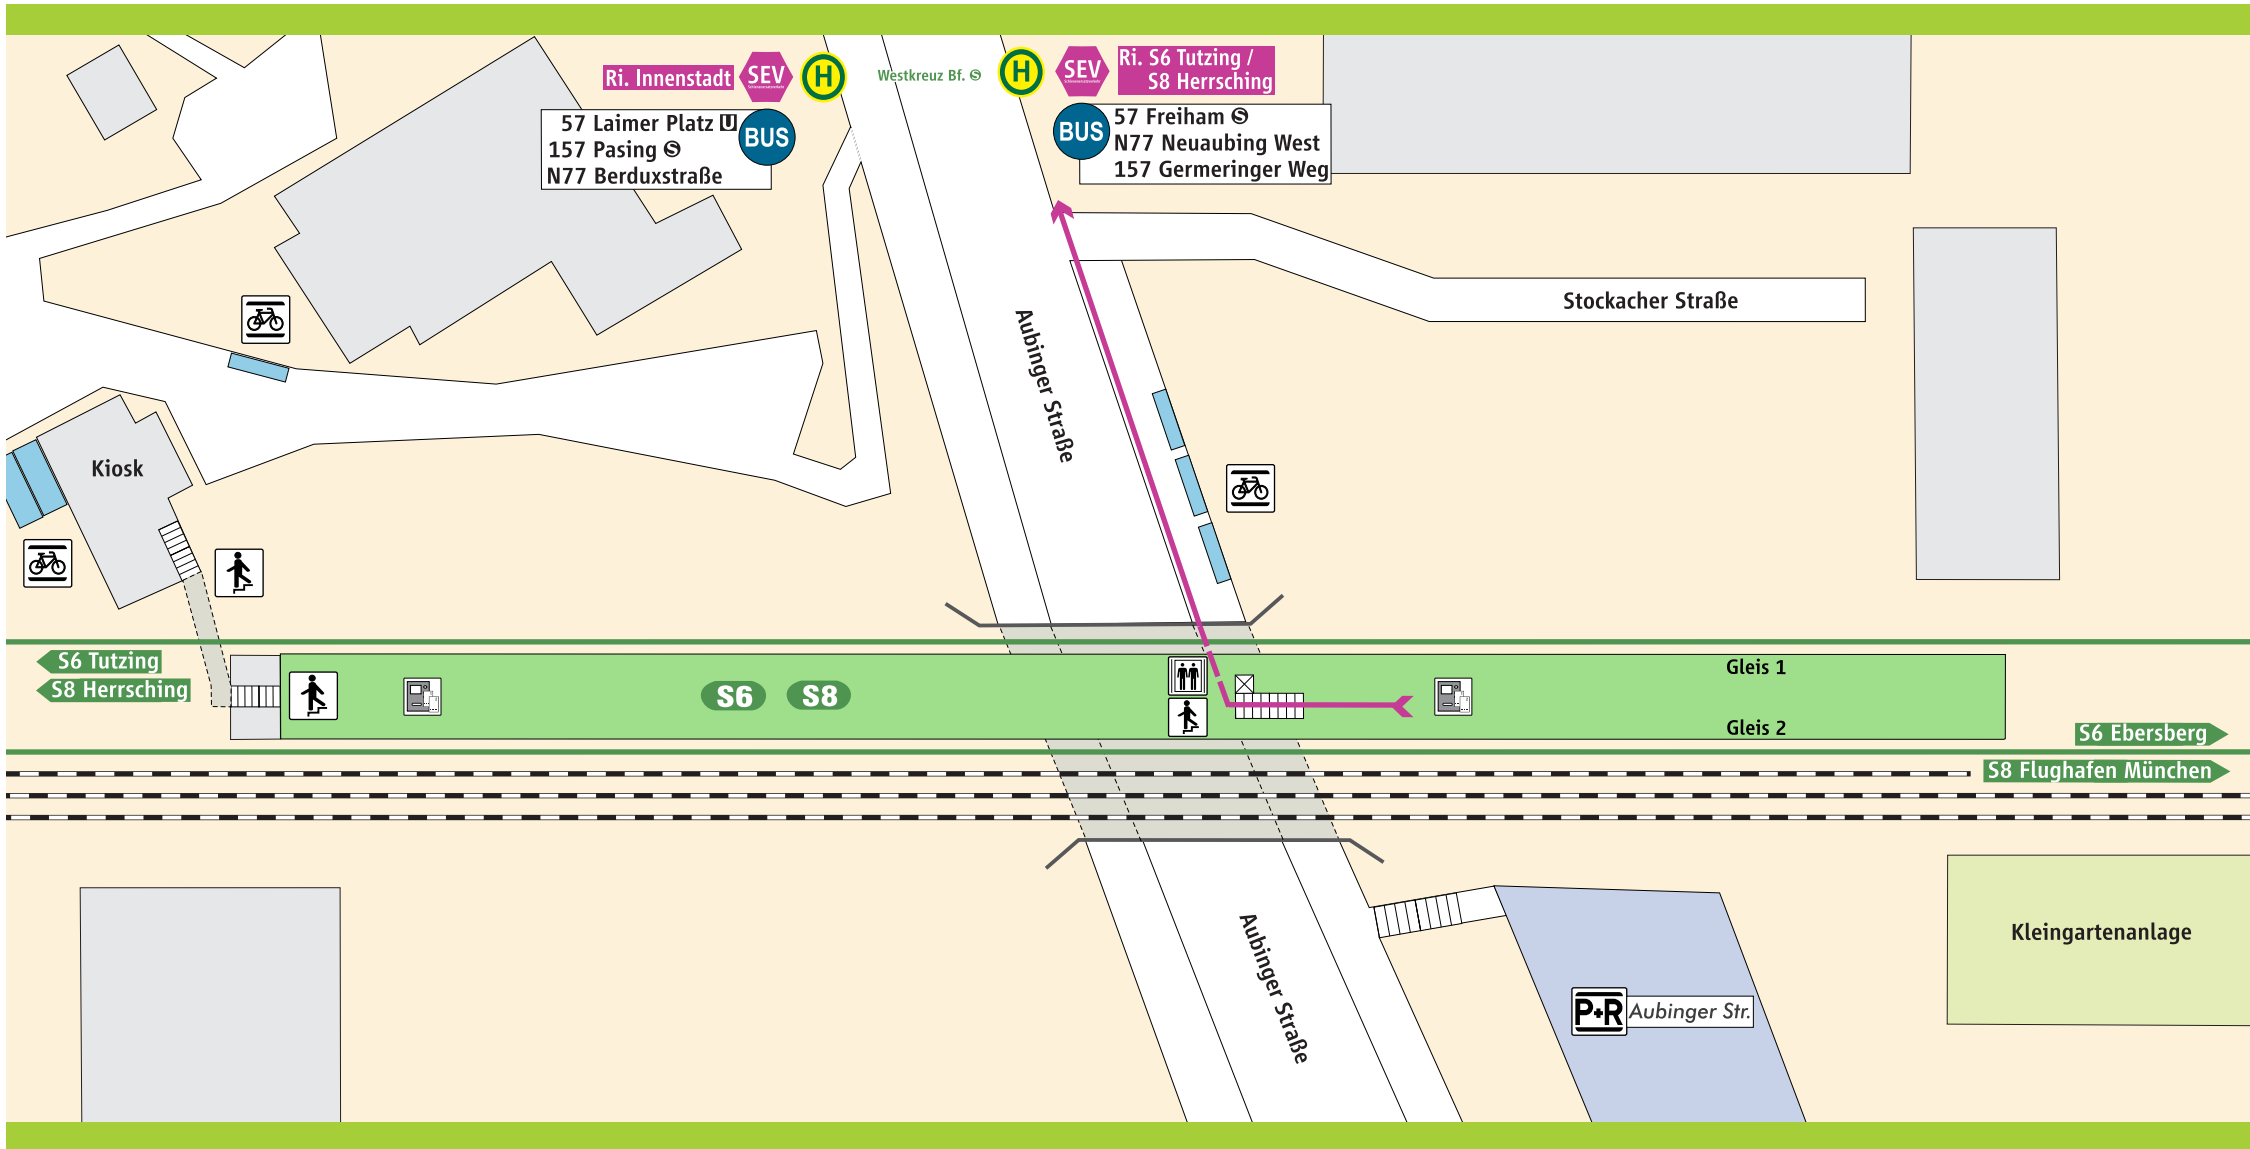 Ri. Innenstadt
SEV
H
57 Laimer Platz U
157 Pasing S
N77 Berduxstraße
BUS
Westkreuz Bf. S
H
SEV
Ri. S6 Tutzing /
S8 Herrsching
BUS
57 Freiham S
N77 Neuaubing West
157 Germeringer Weg
Stockacher Straße
Aubinger Straße
Kiosk
S6 Tutzing
S8 Herrsching
S6
S8
Gleis 1
Gleis 2
S6 Ebersberg
S8 Flughafen München
Aubinger Straße
Kleingartenanlage
P+R
Aubinger Str.